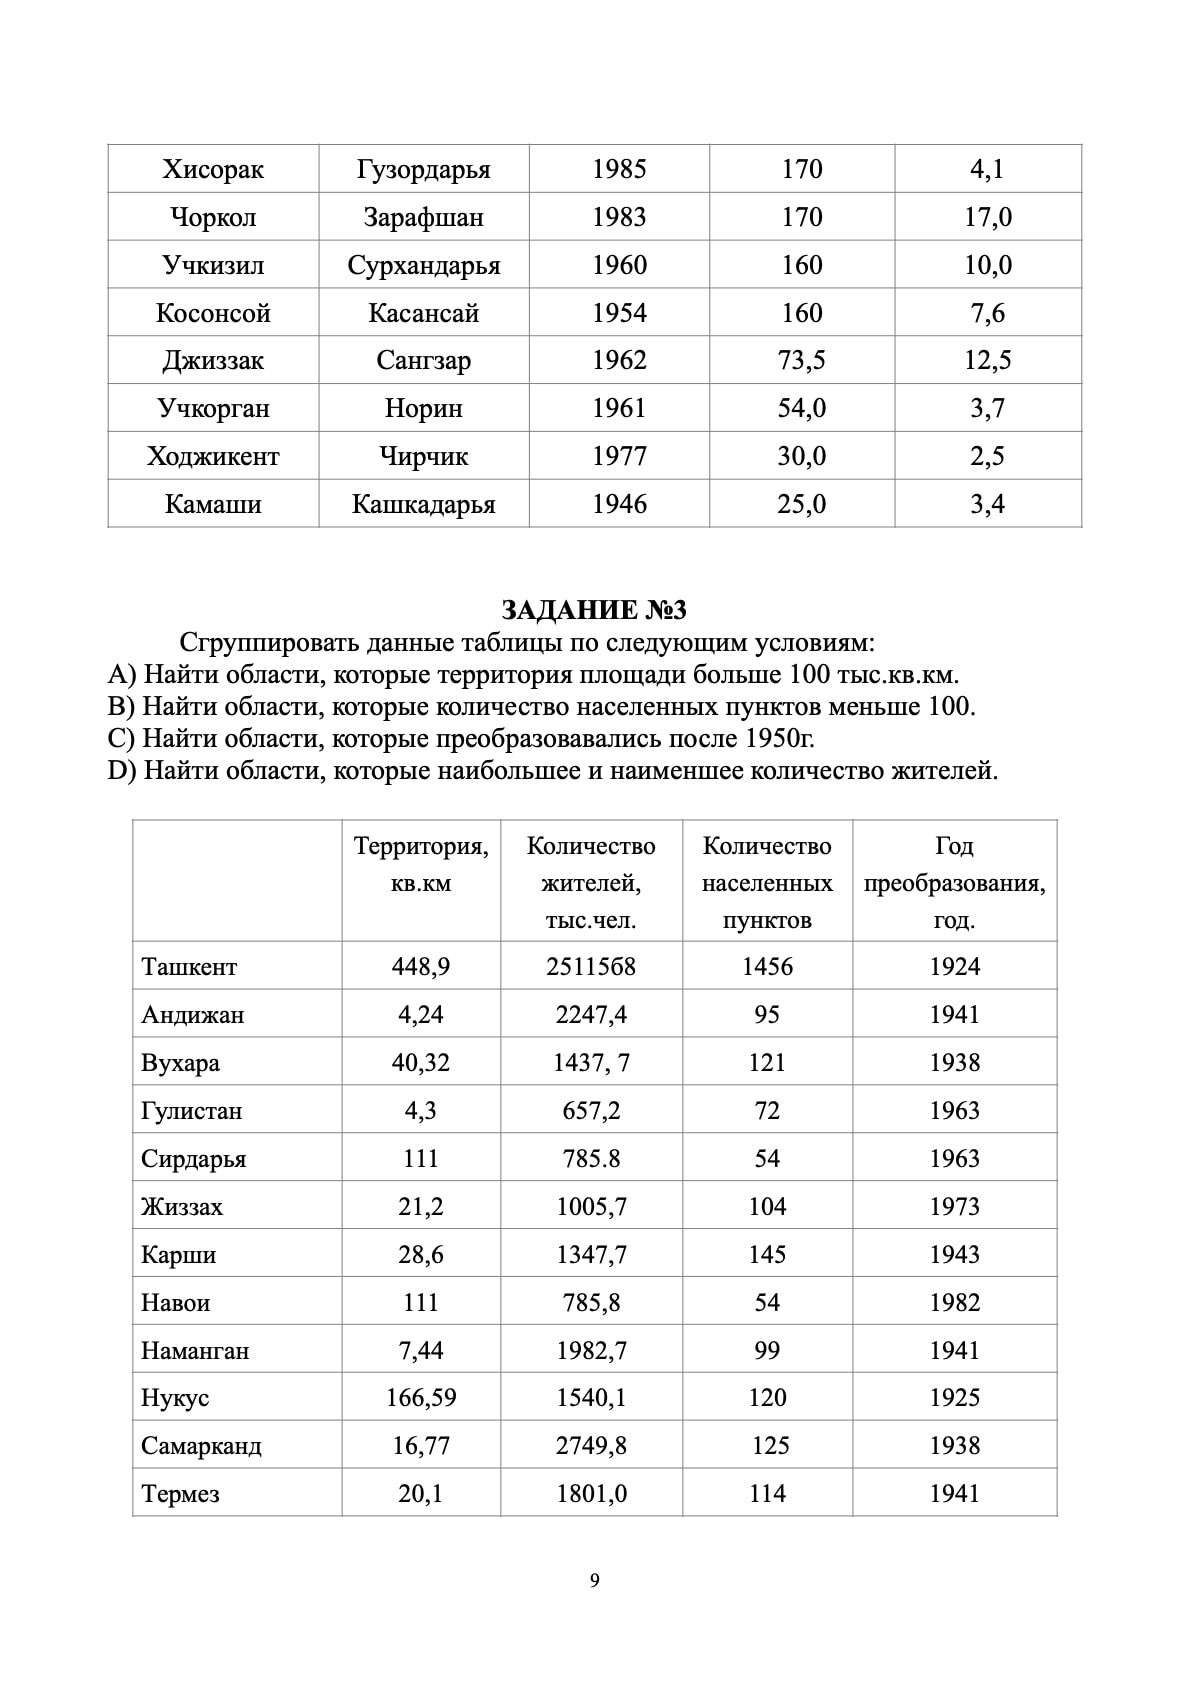 Хисорак Гузордарья 1985 170 4,1
Чоркол Зарафшан 1983 170 17,0
Учкизил Сурхандарья 1960 160 10,0
Косонсой Касансай 1954 160 7,6
Джиззак Сангзар 1962 73,5 12,5
Учкорган Норин 1961 54,0 3,7
Ходжикент Чирчик 1977 30,0 2,5
Камаши Кашкадарья 1946 25,0 3,4
ЗАДАНИЕ №3
Сгруппировать данные таблицы по следующим условиям:
A) Найти области, которые территория площади больше 100 тыс.кв.км.
B) Найти области, которые количество населенных пунктов меньше 100.
C) Найти области, которые преобразовавались после 1950г.
D) Найти области, которые наибольшее и наименшее количество жителей.
Территория, Количество Количество Год
кв.км жителей, населенных преобразования,
тыс.чел. пунктов год.
Ташкент 448,9 25115б8 1456 1924
Андижан 4,24 2247,4 95 1941
Вухара 40,32 1437, 7 121 1938
Гулистан 4,3 657,2 72 1963
Сирдарья 111 785.8 54 1963
Жиззах 21,2 1005,7 104 1973
Карши 28,6 1347,7 145 1943
Навои 111 785,8 54 1982
Наманган 7,44 1982,7 99 1941
Нукус 166,59 1540,1 120 1925
Самарканд 16,77 2749,8 125 1938
Термез 20,1 1801,0 114 1941
9